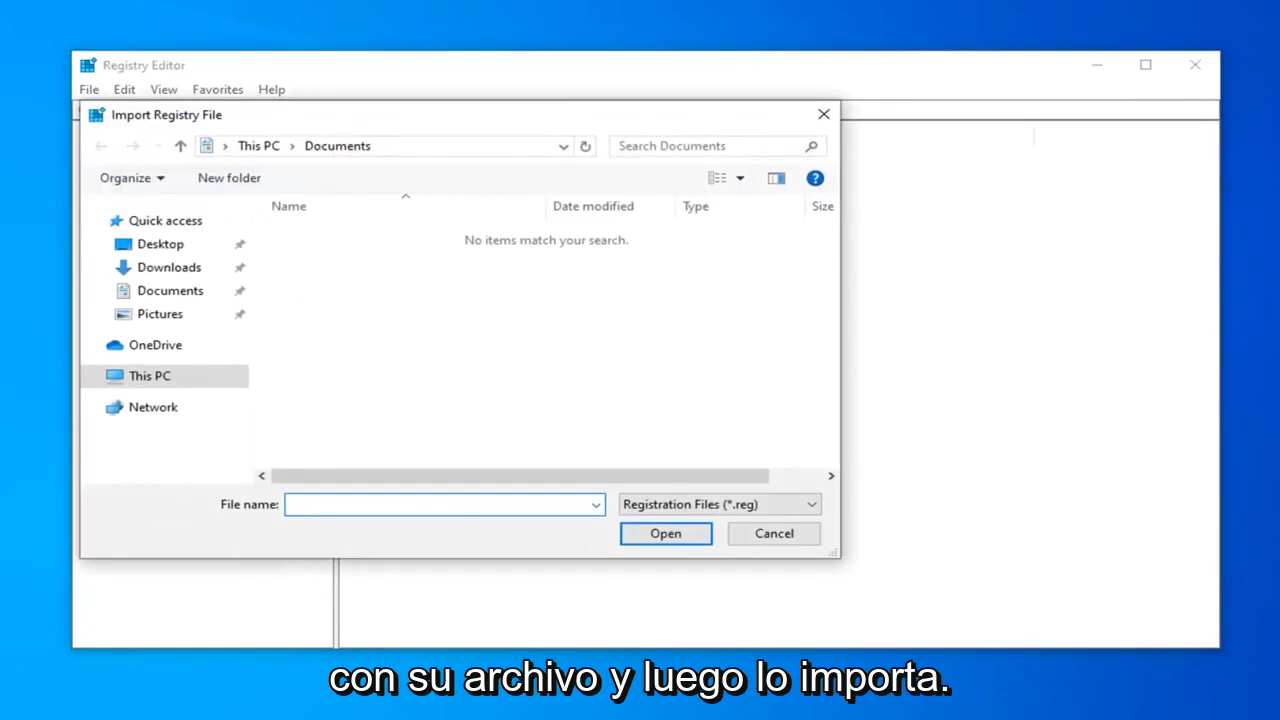 Registry Editor
File Edit View Favorites Help
Import Registry File
This PC Documents
Search Documents
Organize New folder
Name Date modified Type Size
No items match your search.
Quick access
Desktop
Downloads
Documents
Pictures
OneDrive
This PC
Network
File name: Registration Files (*.reg)
Open Cancel
con su archivo y luego lo importa.